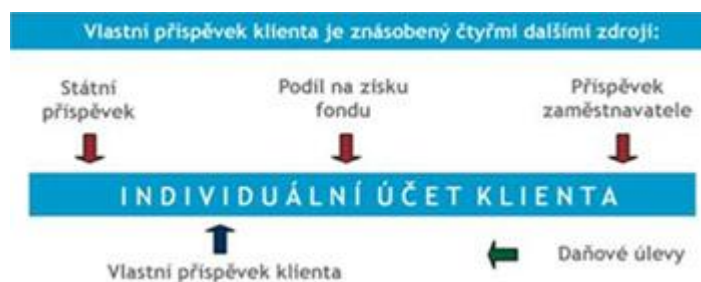 Vlastní příspěvek klienta je znásobený čtyřmi dalšími zdroji:
Státní
příspěvek
Podíl na zisku
fondu
Příspěvek
zaměstnavatele
INDIVIDUÁLNÍ ÚČET KLIENTA
Vlastní příspěvek klienta
Daňové úlevy